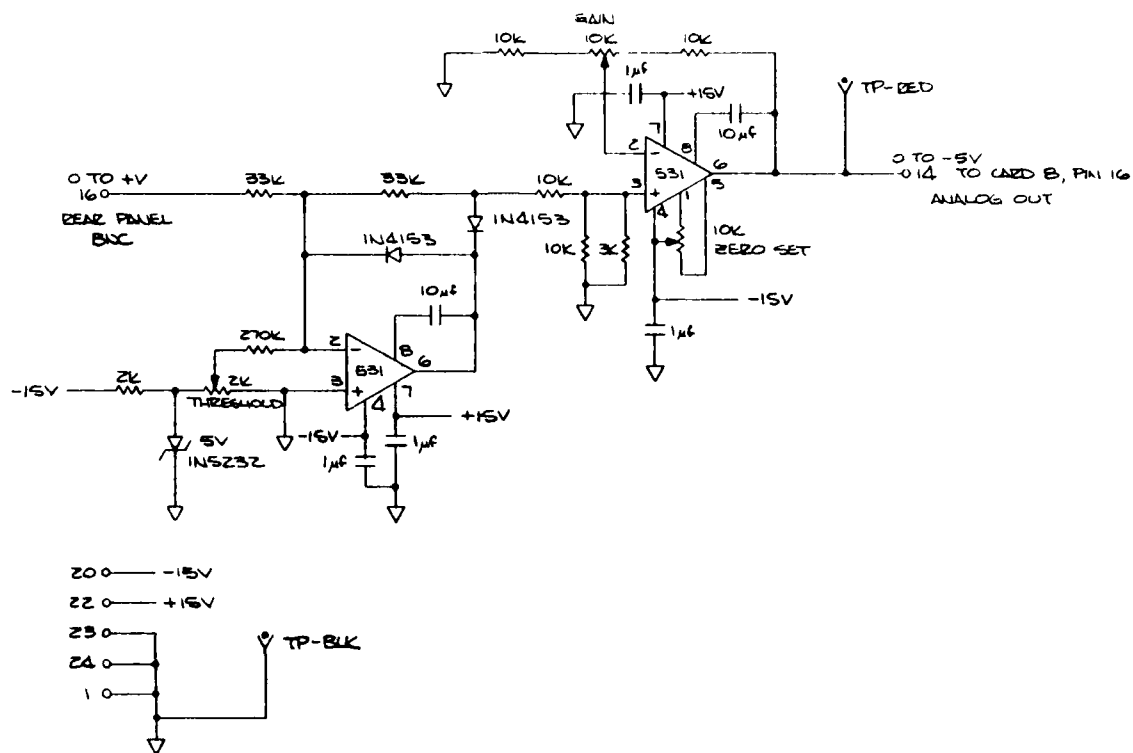 GAIN
10K 10K 10K
1µf
+15V
7
TP-RED
10µf
8
2
-
531
6
+
3
5
4
1
0 TO -5V
14 TO CARD 8, PIN 16
ANALOG OUT
0 TO +V
16
REAR PANEL
BNC
33K 33K 10K
1N4153
1N4153
10K
3K
10K
ZERO SET
-15V
1µf
10µf
270K
2
-
8
531
6
3
+
7
4
-15V
2K
2K
THRESHOLD
+15V
5V
1N5232
-15V
1µf
1µf
20 -15V
22 +15V
23
24
1
TP-BLK